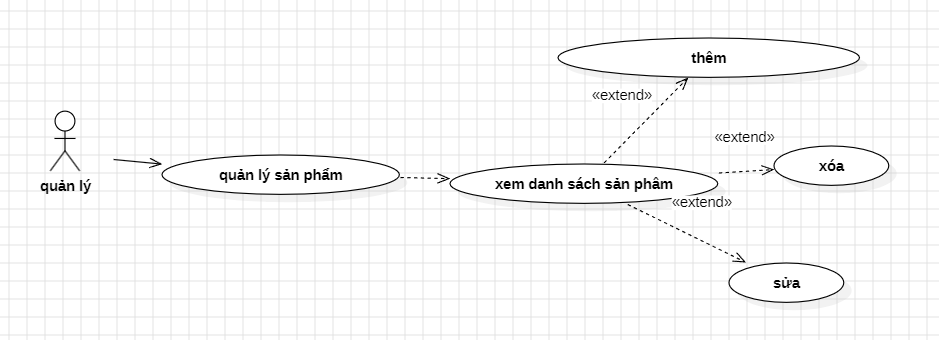 thêm
«extend»
«extend»
xóa
quản lý
quản lý sản phẩm
xem danh sách sản phâm
«extend»
sửa